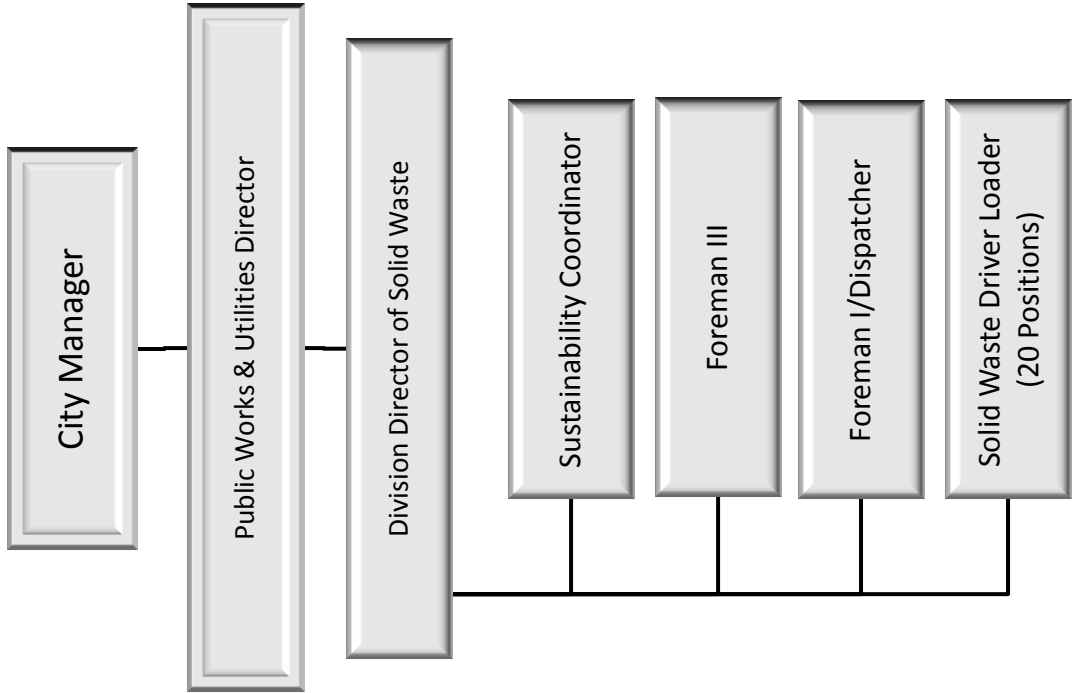 City Manager
Public Works & Utilities Director
Division Director of Solid Waste
Sustainability Coordinator
Foreman III
Foreman I/Dispatcher
Solid Waste Driver Loader
(20 Positions)